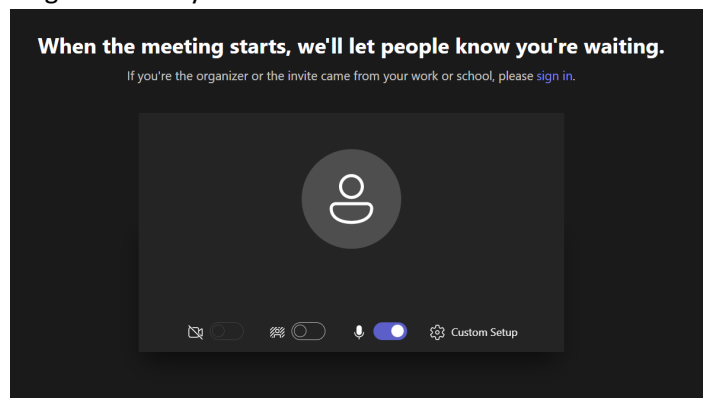 When the meeting starts, we'll let people know you're waiting.
If you're the organizer or the invite came from your work or school, please sign in.
Custom Setup